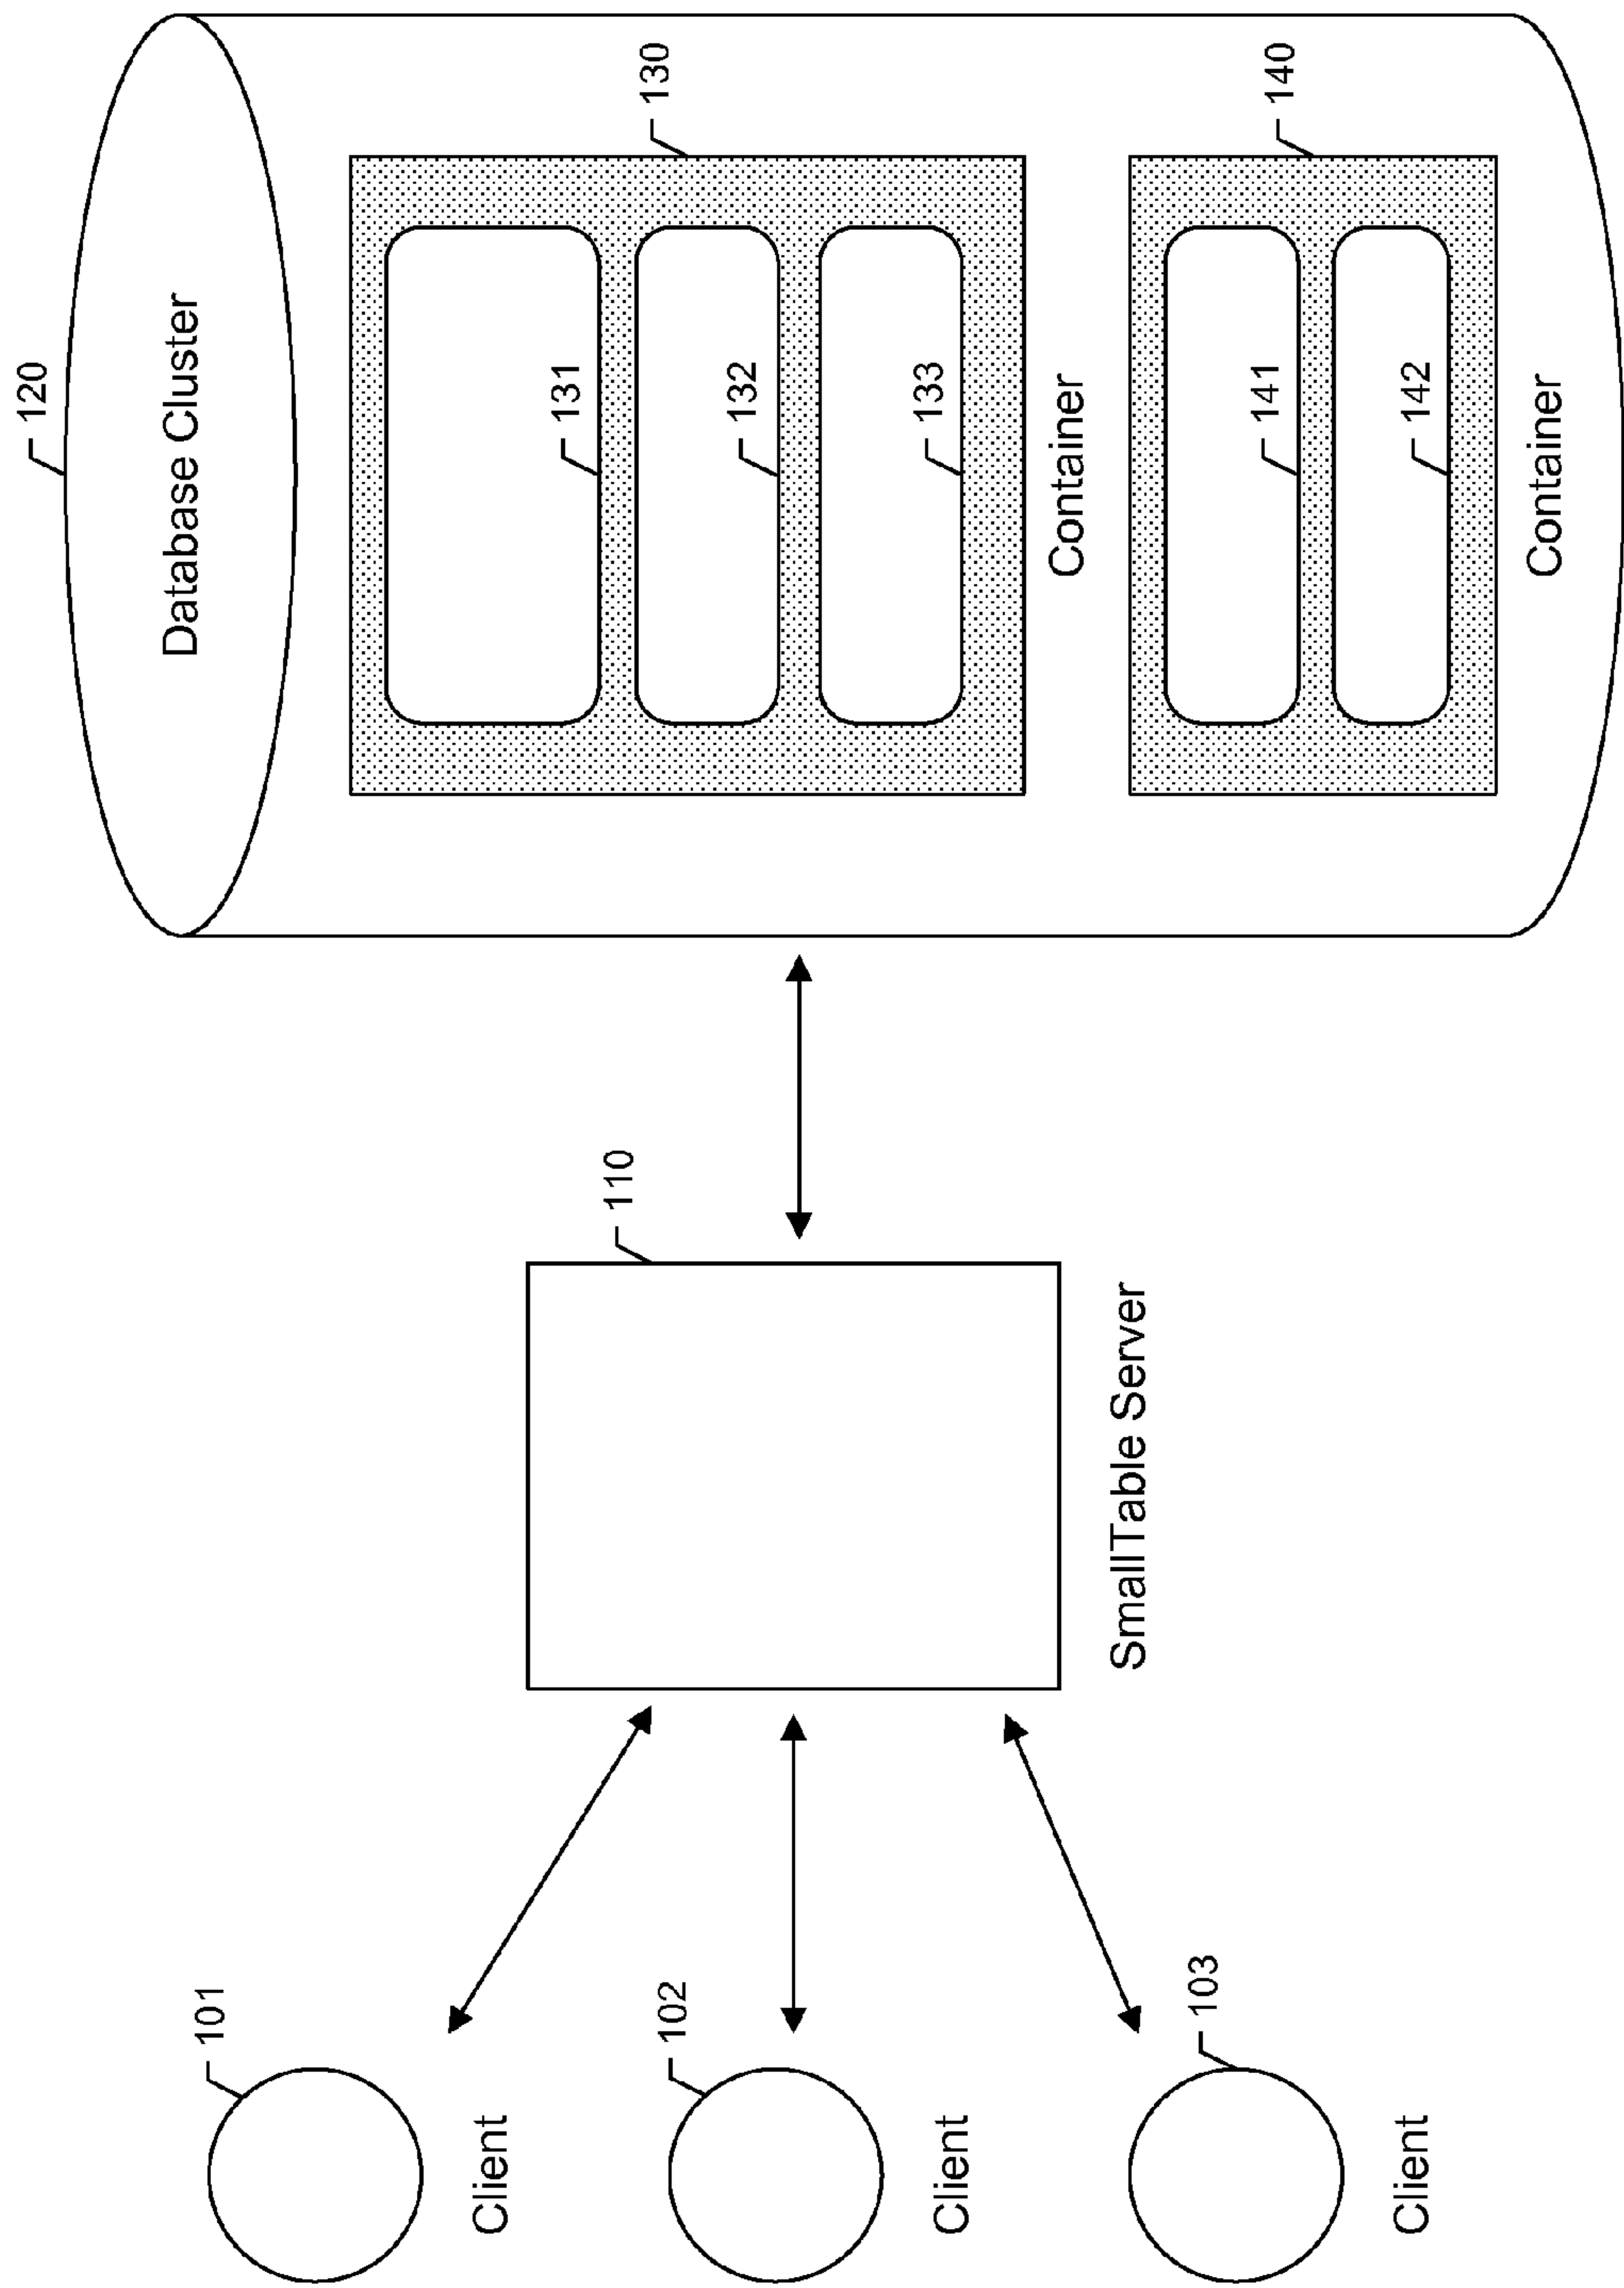 101
Client
102
Client
103
Client
110
SmallTable Server
120
Database Cluster
130
131
132
133
Container
140
141
142
Container